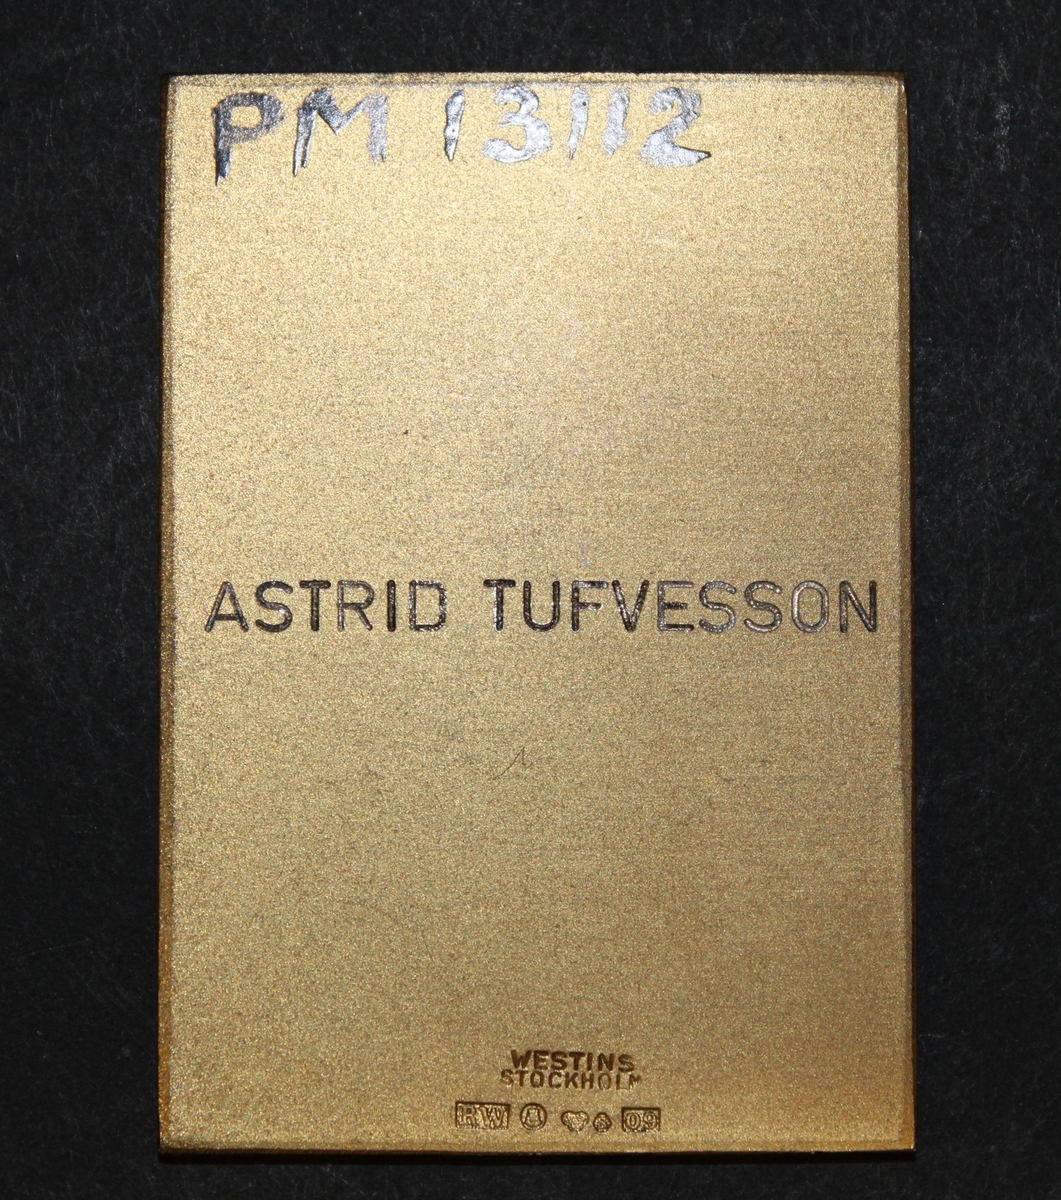 PM 13112
ASTRID TUFVESSON
WESTINS
STOCKHOLM
RW S 09